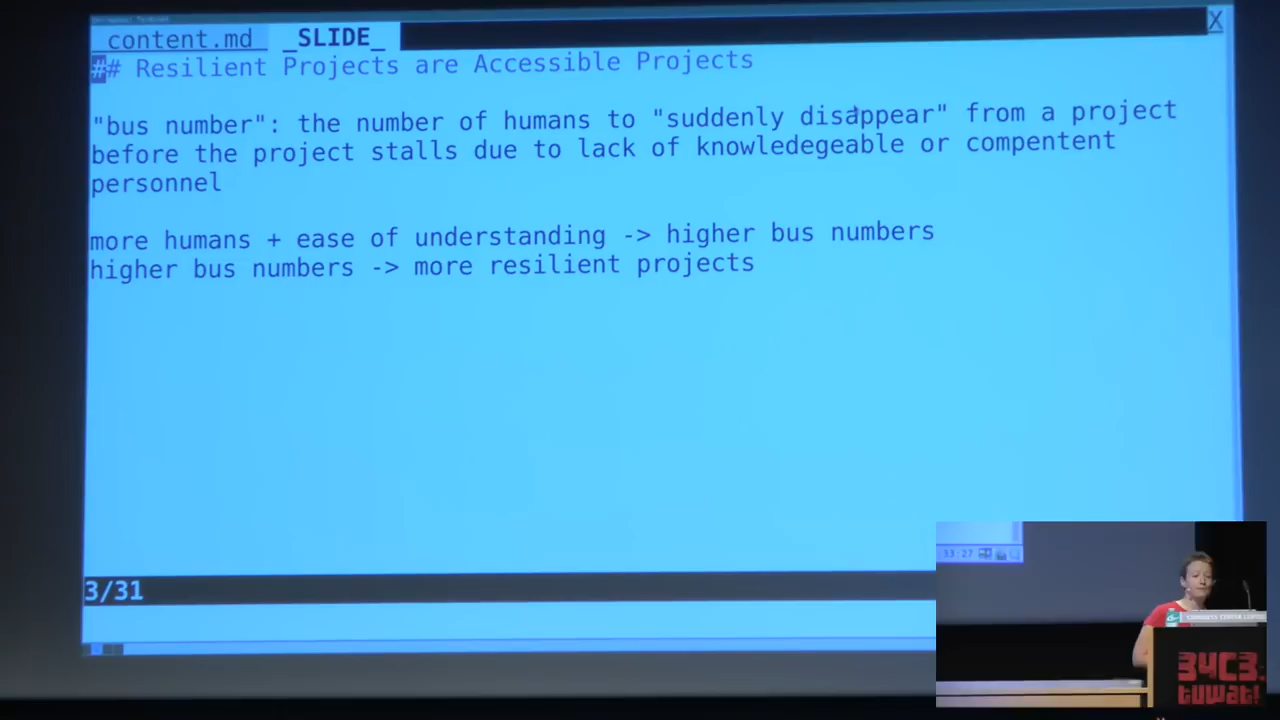 content.md _SLIDE_ X
## Resilient Projects are Accessible Projects
"bus number": the number of humans to "suddenly disappear" from a project
before the project stalls due to lack of knowledegeable or compentent
personnel
more humans + ease of understanding -> higher bus numbers
higher bus numbers -> more resilient projects
3/31
34C3:
tuwat!